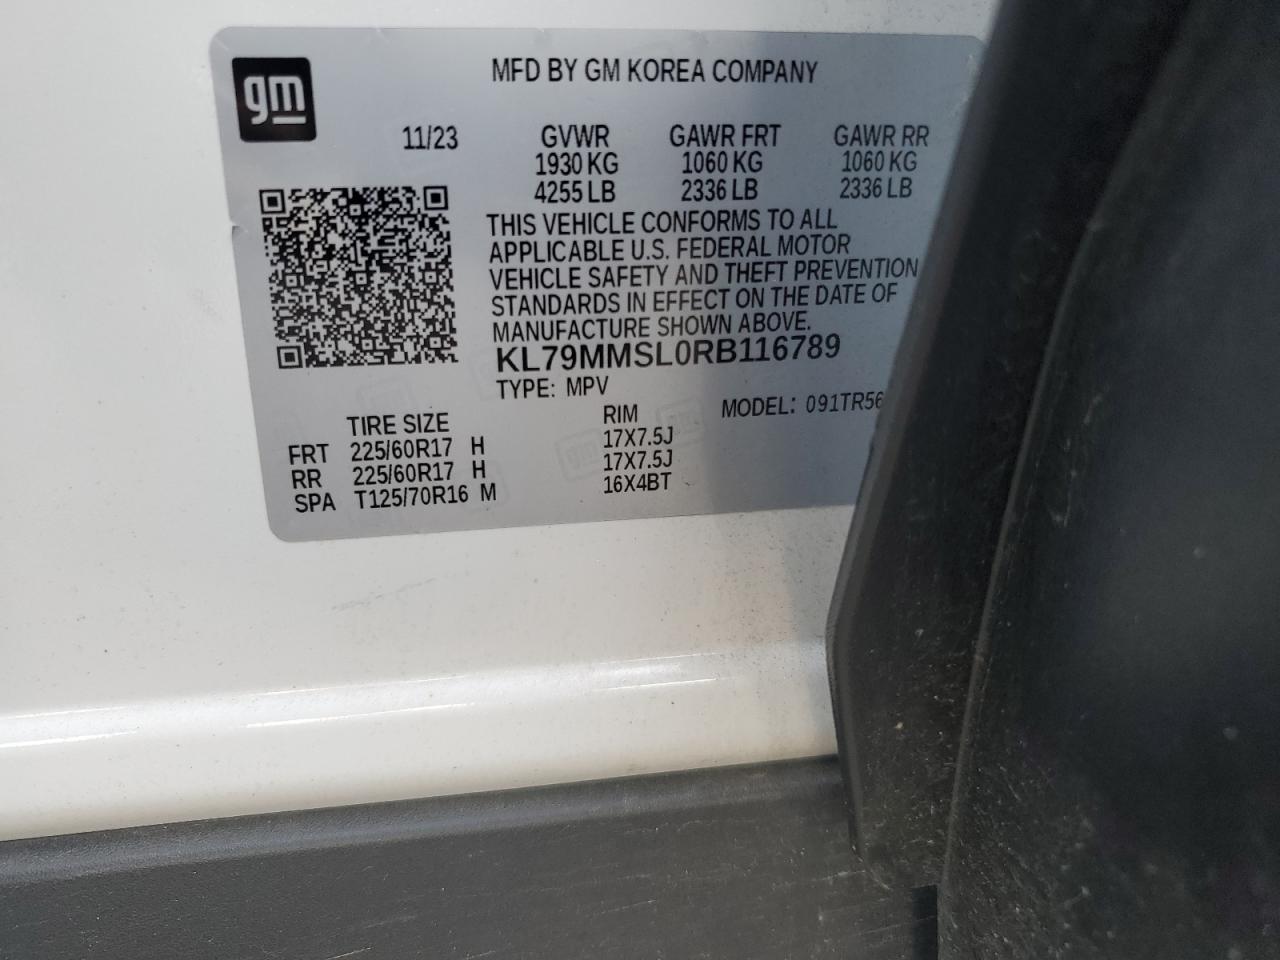 gm
MFD BY GM KOREA COMPANY
11/23 GVWR GAWR FRT GAWR RR
1930 KG 1060 KG 1060 KG
4255 LB 2336 LB 2336 LB
THIS VEHICLE CONFORMS TO ALL
APPLICABLE U.S. FEDERAL MOTOR
VEHICLE SAFETY AND THEFT PREVENTION
STANDARDS IN EFFECT ON THE DATE OF
MANUFACTURE SHOWN ABOVE.
KL79MMSL0RB116789
TYPE: MPV
MODEL: 091TR56
TIRE SIZE RIM
FRT 225/60R17 H 17X7.5J
RR 225/60R17 H 17X7.5J
SPA T125/70R16 M 16X4BT